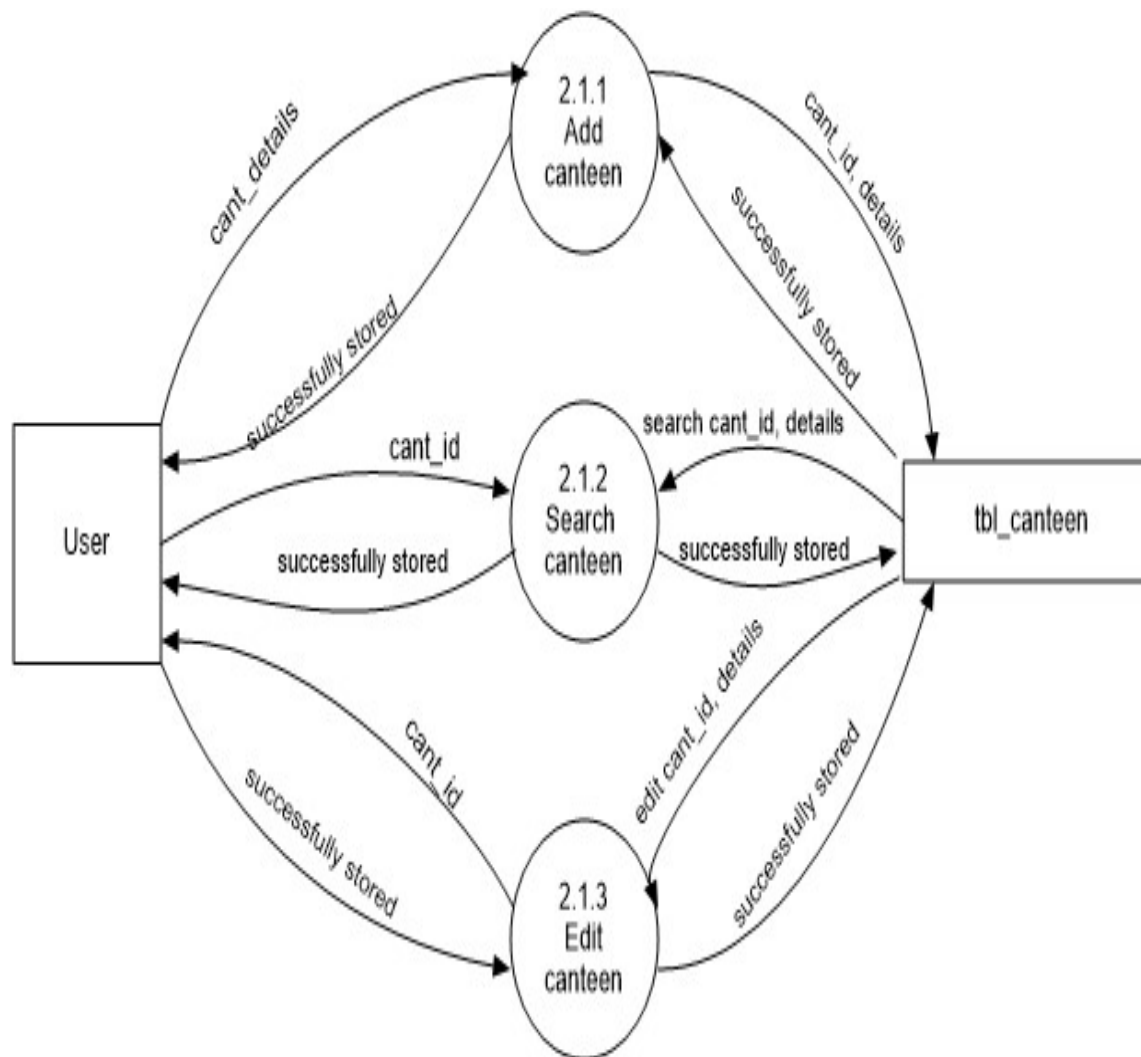 2.1.1
Add
canteen
cant_details
cant_id, details
successfully stored
successfully stored
User
cant_id
successfully stored
2.1.2
Search
canteen
search cant_id, details
successfully stored
tbl_canteen
cant_id
successfully stored
2.1.3
Edit
canteen
edit cant_id, details
successfully stored